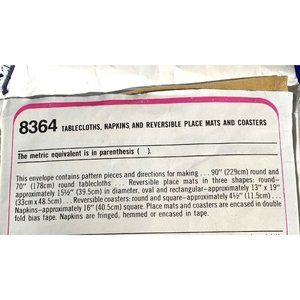 8364 TABLECLOTHS, NAPKINS AND REVERSIBLE PLACE MATS AND COASTERS
The metric equivalent is in parenthesis ( ).
This envelope contains pattern pieces and directions for making . . . 90" (229cm) round and
70" (178cm) round tablecloths . . . Reversible place mats in three shapes: round—
approximately 15½" (39.5cm) in diameter, oval and rectangular—approximately 13" x 19"
(33cm x 48.5cm) . . . Reversible coasters: round and square—approximately 4½" (11.5cm) . . .
Napkins—approximately 16" (40.5cm) square. Place mats and coasters are encased in double
fold bias tape. Napkins are fringed, hemmed or encased in tape.